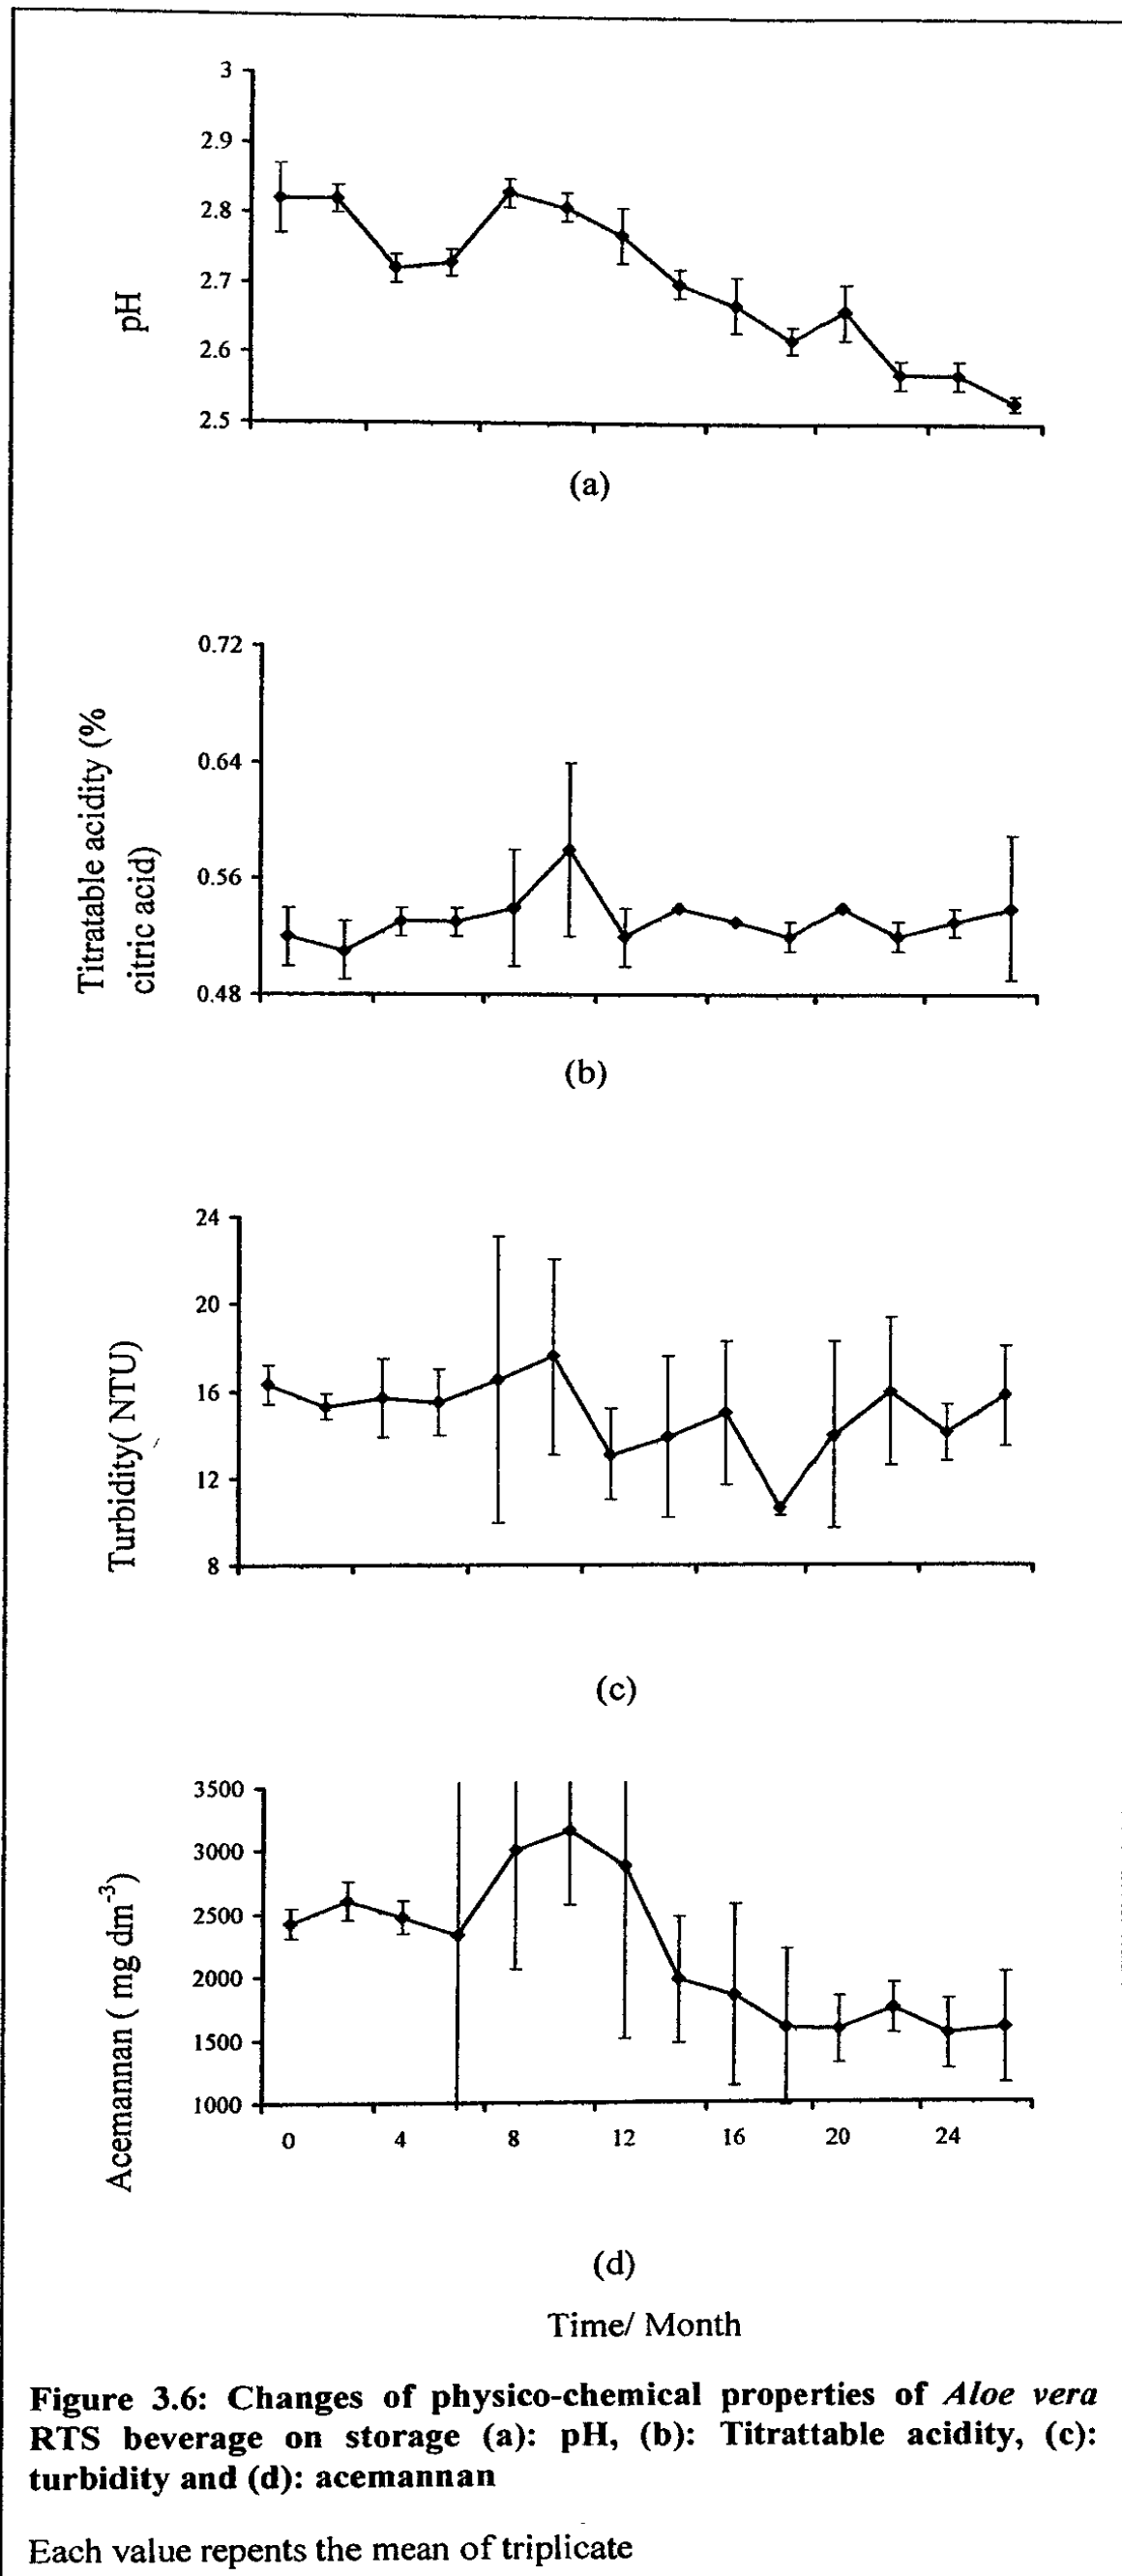 3
2.9
2.8
2.7
2.6
2.5
pH
(a)
0.72
0.64
0.56
0.48
Titratable acidity (%
citric acid)
(b)
24
20
16
12
8
Turbidity( NTU)
(c)
3500
3000
2500
2000
1500
1000
Acemannan ( mg dm⁻³)
0 4 8 12 16 20 24
(d)
Time/ Month
Figure 3.6: Changes of physico-chemical properties of Aloe vera
RTS beverage on storage (a): pH, (b): Titrattable acidity, (c):
turbidity and (d): acemannan
Each value repents the mean of triplicate